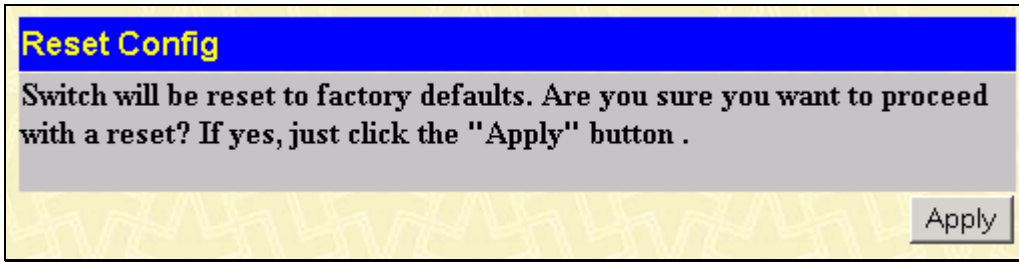 Reset Config
Switch will be reset to factory defaults. Are you sure you want to proceed
with a reset? If yes, just click the "Apply" button .
Apply